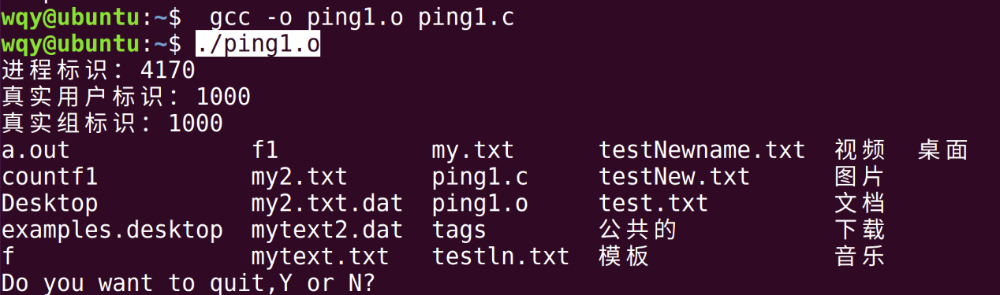 wqy@ubuntu:~$  gcc -o ping1.o ping1.c
wqy@ubuntu:~$ ./ping1.o
进程标识：4170
真实用户标识：1000
真实组标识：1000
a.out             f1           my.txt      testNewname.txt  视频  桌面
countf1           my2.txt      ping1.c     testNew.txt      图片
Desktop           my2.txt.dat  ping1.o     test.txt         文档
examples.desktop  mytext2.dat  tags        公共的           下载
f                 mytext.txt   testln.txt  模板             音乐
Do you want to quit,Y or N?